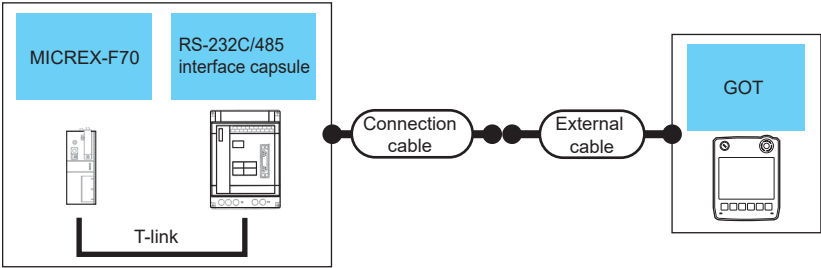 MICREX-F70
RS-232C/485
interface capsule
Connection
cable
External
cable
GOT
T-link